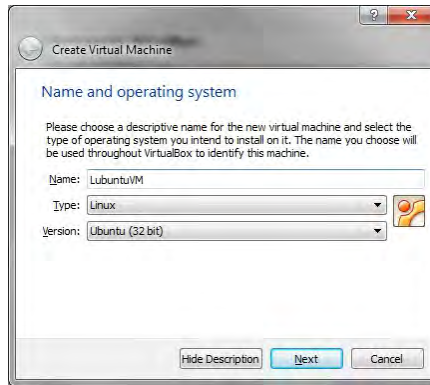 ?
x
Create Virtual Machine
Name and operating system
Please choose a descriptive name for the new virtual machine and select the
type of operating system you intend to install on it. The name you choose will
be used throughout VirtualBox to identify this machine.
Name: LubuntuVM
Type: Linux
Version: Ubuntu (32 bit)
Hide Description Next Cancel